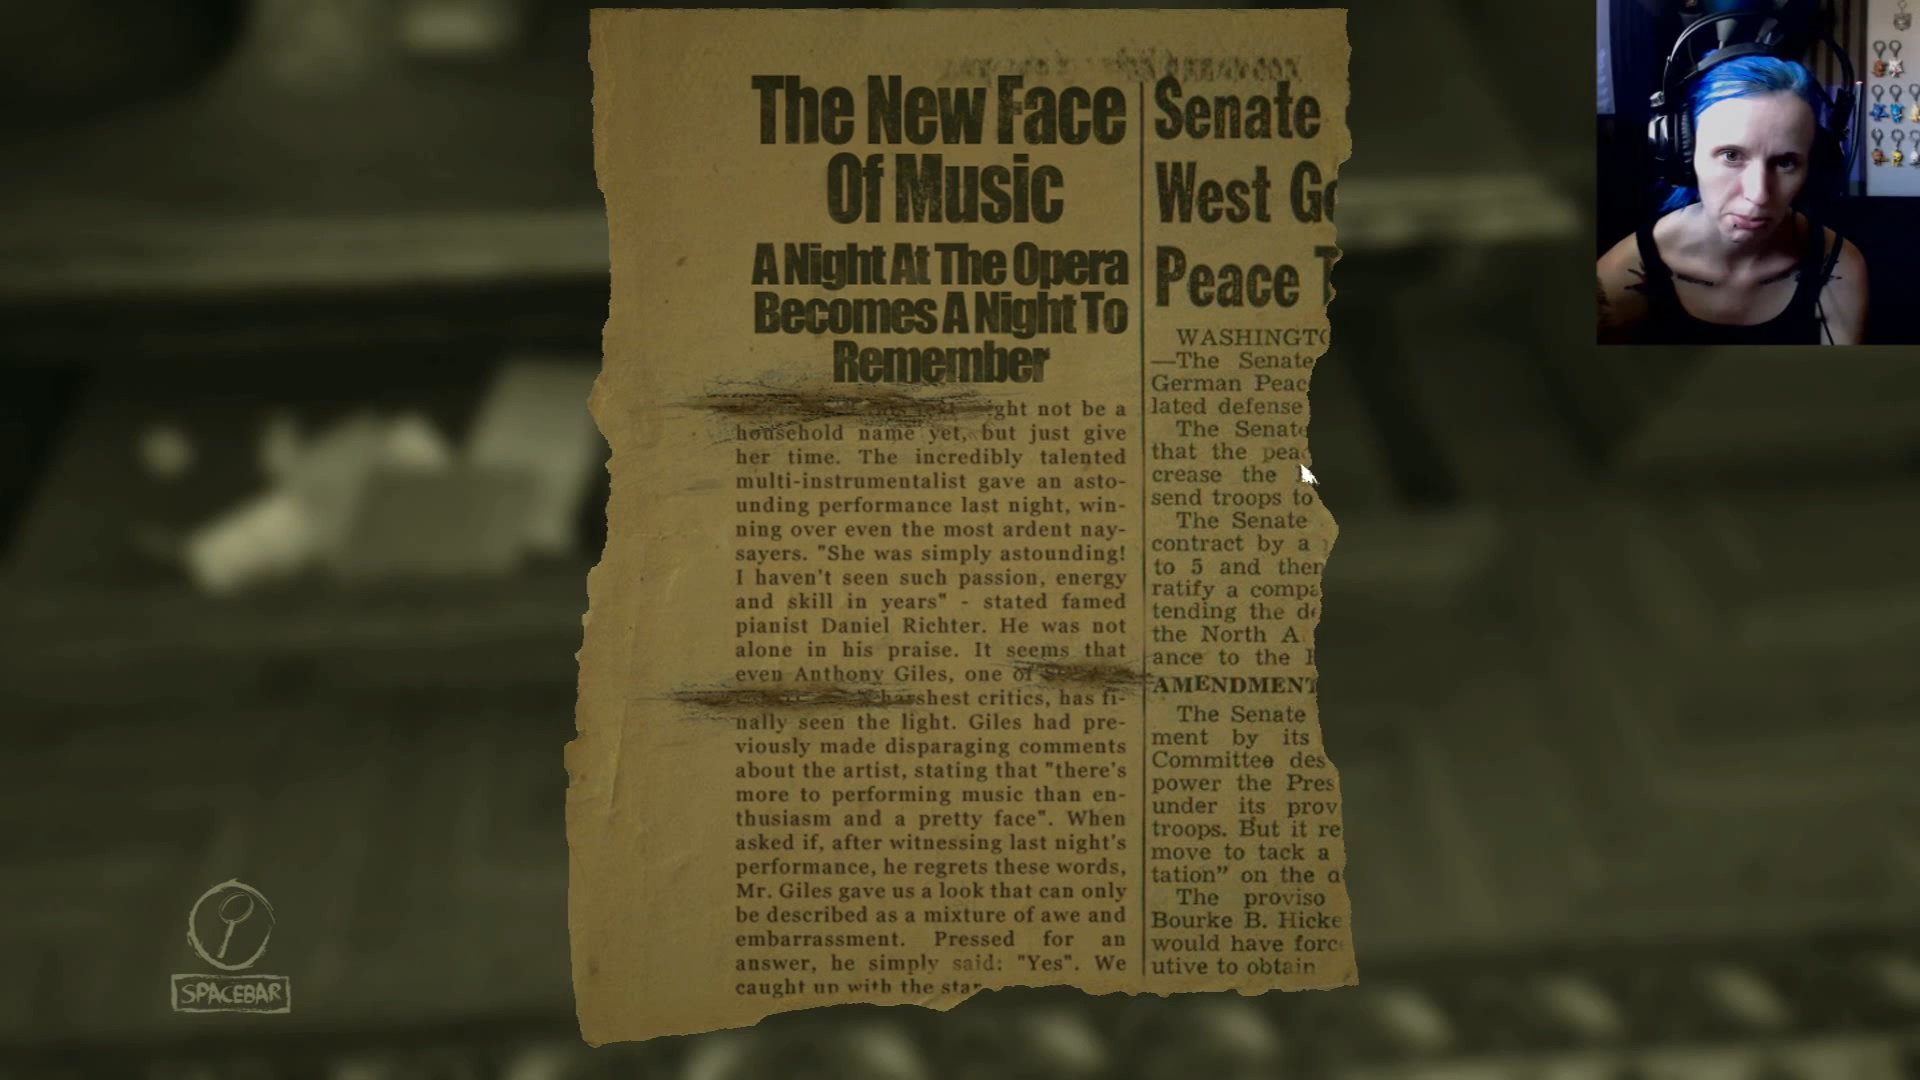 The New Face
Of Music
A Night At The Opera
Becomes A Night To
Remember
ght not be a
household name yet, but just give
her time. The incredibly talented
multi-instrumentalist gave an asto-
unding performance last night, win-
ning over even the most ardent nay-
sayers. "She was simply astounding!
I haven't seen such passion, energy
and skill in years" - stated famed
pianist Daniel Richter. He was not
alone in his praise. It seems that
even Anthony Giles, one of
harshest critics, has fi-
nally seen the light. Giles had pre-
viously made disparaging comments
about the artist, stating that "there's
more to performing music than en-
thusiasm and a pretty face". When
asked if, after witnessing last night's
performance, he regrets these words,
Mr. Giles gave us a look that can only
be described as a mixture of awe and
embarrassment. Pressed for an
answer, he simply said: "Yes". We
caught up with the star
Senate
West Ge
Peace T
WASHINGTO
—The Senate
German Peac
lated defense
The Senate
that the peac
crease the
send troops to
The Senate
contract by a
to 5 and then
ratify a compa
tending the de
the North A
ance to the
AMENDMENT
The Senate
ment by its
Committee des
power the Pres
under its prov
troops. But it re
move to tack a
tation" on the a
The proviso
Bourke B. Hicke
would have forc
utive to obtain
SPACEBAR